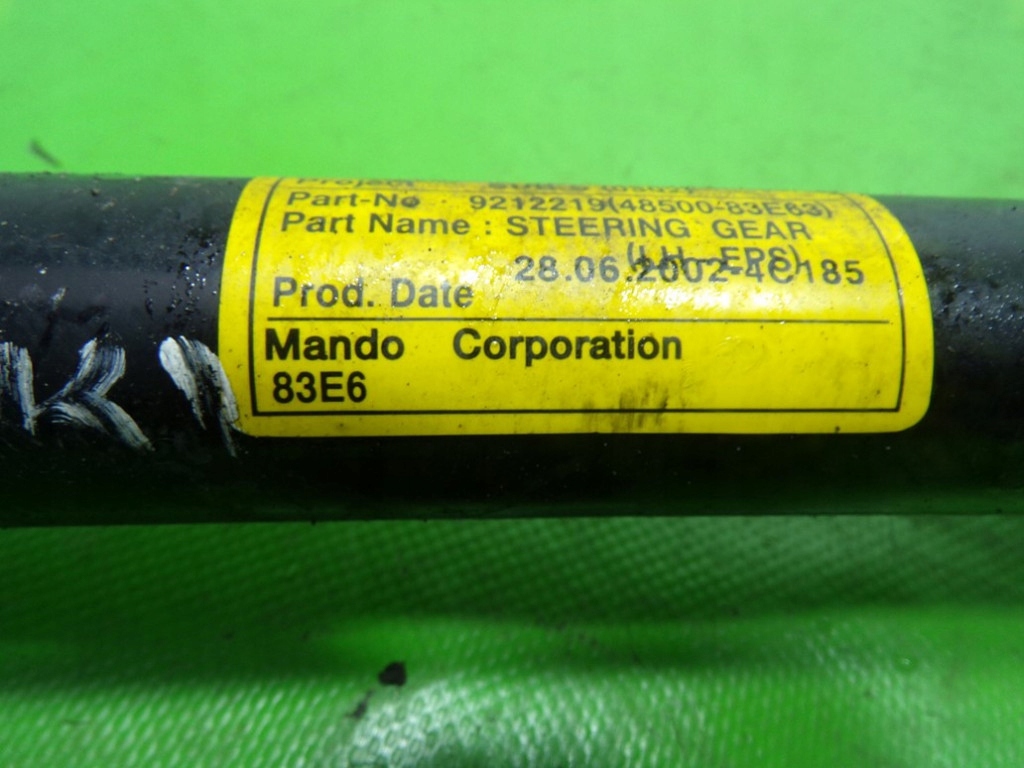 Part-No 9212219(48500-83E63)
Part Name : STEERING GEAR
(LH-EPS)
28.06.2002-4C185
Prod. Date
Mando Corporation
83E6